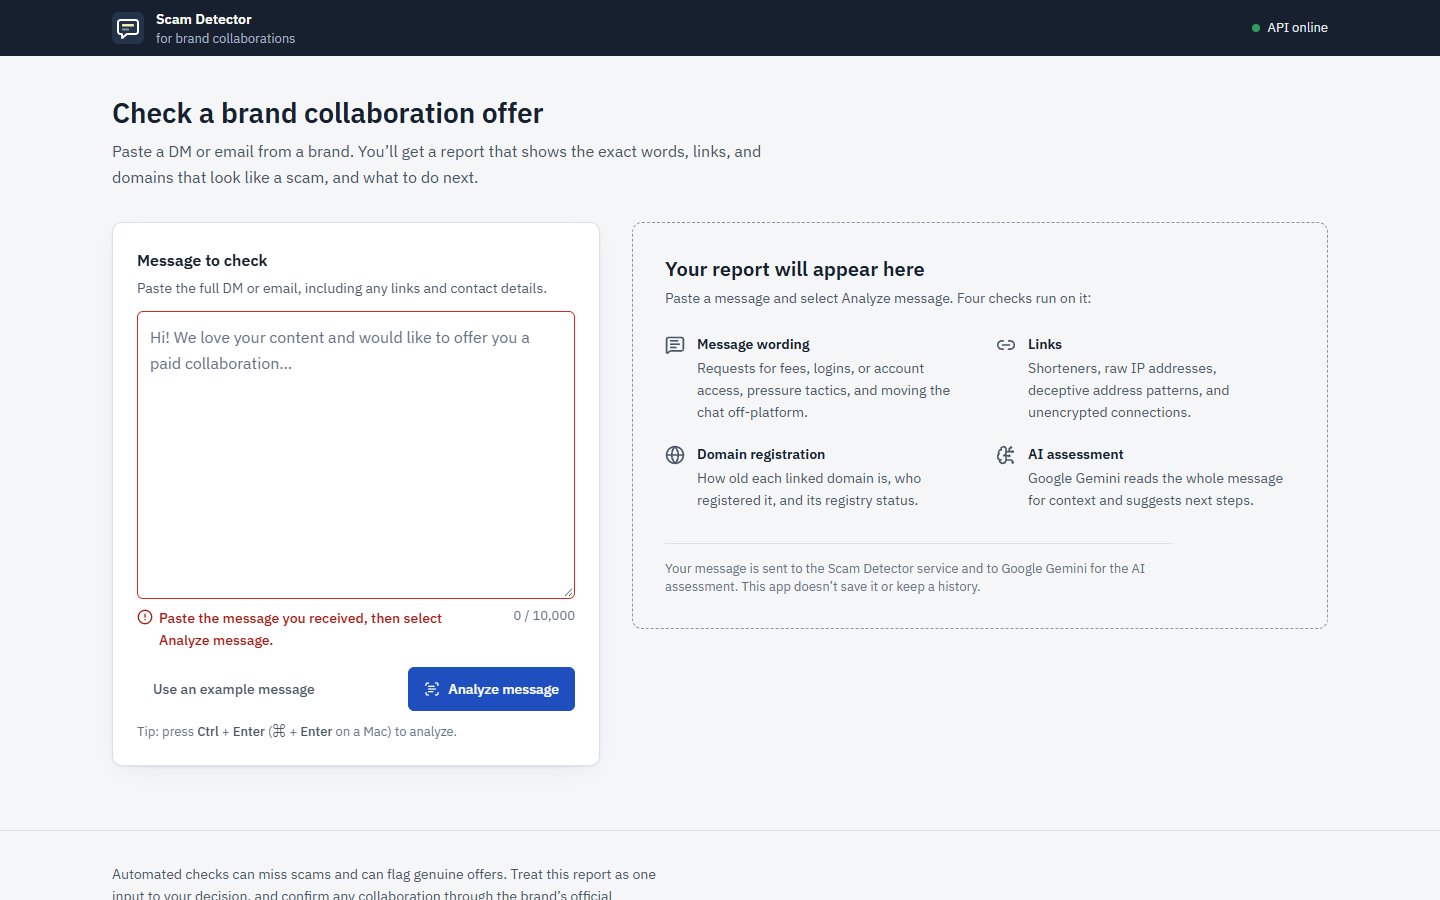 Scam Detector
for brand collaborations
API online
Check a brand collaboration offer
Paste a DM or email from a brand. You’ll get a report that shows the exact words, links, and
domains that look like a scam, and what to do next.
Message to check
Paste the full DM or email, including any links and contact details.
Hi! We love your content and would like to offer you a
paid collaboration…
Paste the message you received, then select
Analyze message.
0 / 10,000
Use an example message
Analyze message
Tip: press Ctrl + Enter (⌘ + Enter on a Mac) to analyze.
Your report will appear here
Paste a message and select Analyze message. Four checks run on it:
Message wording
Requests for fees, logins, or account
access, pressure tactics, and moving the
chat off-platform.
Links
Shorteners, raw IP addresses,
deceptive address patterns, and
unencrypted connections.
Domain registration
How old each linked domain is, who
registered it, and its registry status.
AI assessment
Google Gemini reads the whole message
for context and suggests next steps.
Your message is sent to the Scam Detector service and to Google Gemini for the AI
assessment. This app doesn’t save it or keep a history.
Automated checks can miss scams and can flag genuine offers. Treat this report as one
input to your decision, and confirm any collaboration through the brand’s official